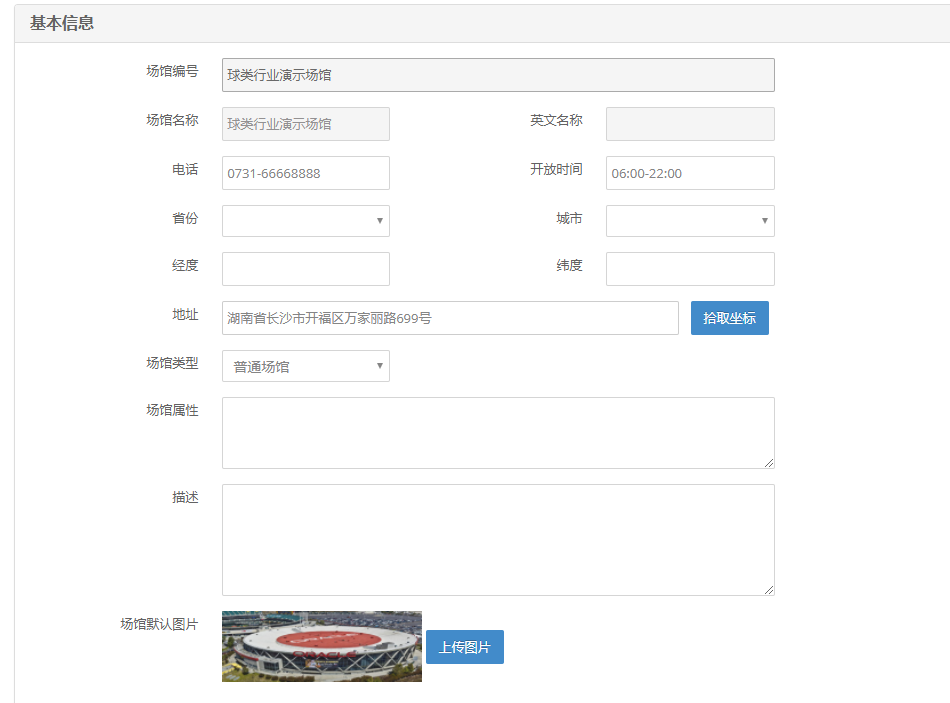 基本信息
场馆编号 球类行业演示场馆
场馆名称 球类行业演示场馆 英文名称
电话 0731-66668888 开放时间 06:00-22:00
省份 城市
经度 纬度
地址 湖南省长沙市开福区万家丽路699号 拾取坐标
场馆类型 普通场馆
场馆属性
描述
场馆默认图片 上传图片